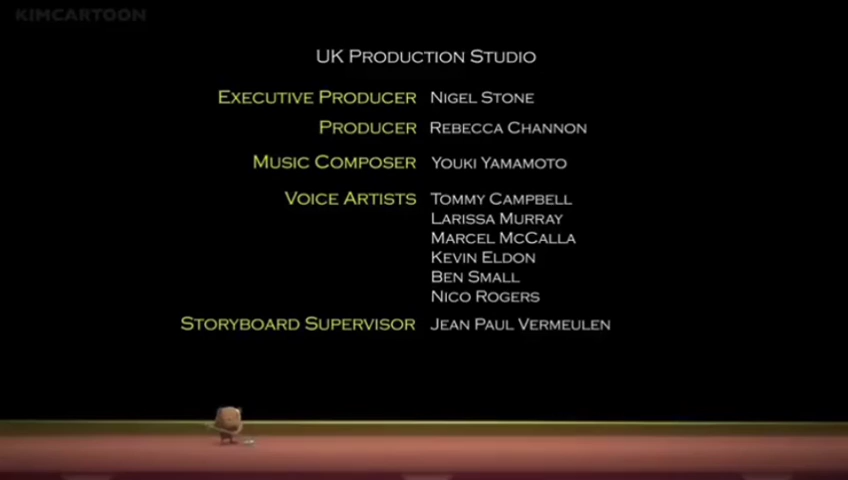 KIMCARTOON
UK PRODUCTION STUDIO
EXECUTIVE PRODUCER NIGEL STONE
PRODUCER REBECCA CHANNON
MUSIC COMPOSER YOUKI YAMAMOTO
VOICE ARTISTS TOMMY CAMPBELL
LARISSA MURRAY
MARCEL MCCALLA
KEVIN ELDON
BEN SMALL
NICO ROGERS
STORYBOARD SUPERVISOR JEAN PAUL VERMEULEN